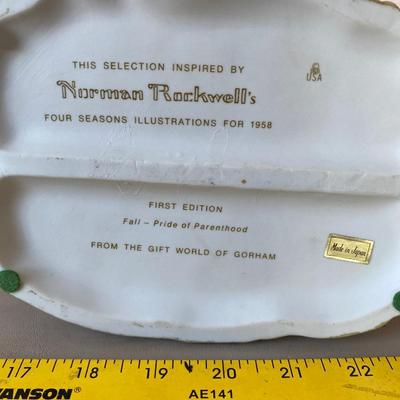 THIS SELECTION INSPIRED BY
Norman Rockwell's
FOUR SEASONS ILLUSTRATIONS FOR 1958
USA
FIRST EDITION
Fall – Pride of Parenthood
FROM THE GIFT WORLD OF GORHAM
Made in Japan
17 18 19 20 21 22
WANSON
AE141